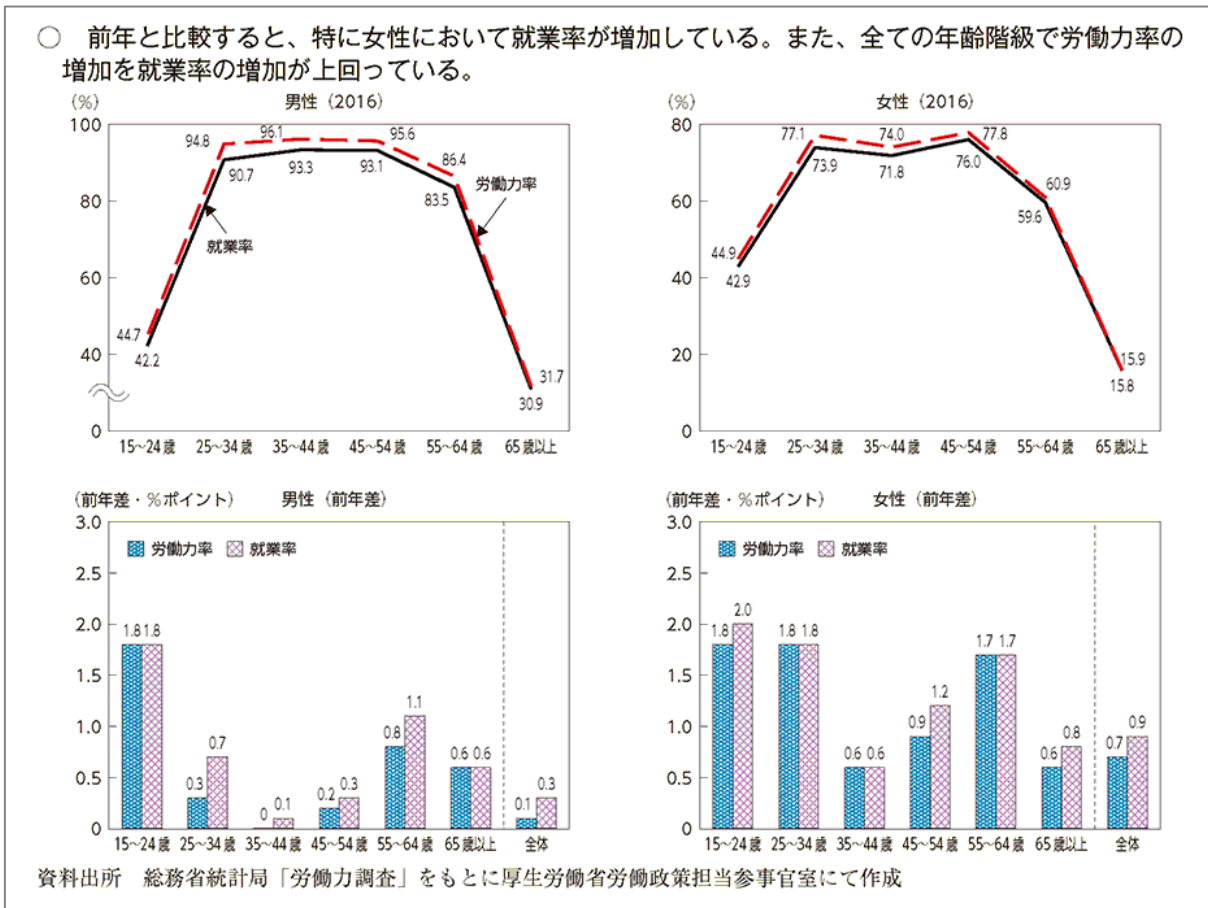 ○ 前年と比較すると、特に女性において就業率が増加している。また、全ての年齢階級で労働力率の
増加を就業率の増加が上回っている。
(%) 男性（2016）
100
80
60
40
0
94.8 96.1 95.6 86.4
90.7 93.3 93.1 83.5
労働力率
就業率
44.7
42.2
31.7
30.9
15～24歳 25～34歳 35～44歳 45～54歳 55～64歳 65歳以上
(%) 女性（2016）
80
60
40
20
0
77.1 74.0 77.8
73.9 71.8 76.0
60.9
59.6
44.9
42.9
15.9
15.8
15～24歳 25～34歳 35～44歳 45～54歳 55～64歳 65歳以上
(前年差・%ポイント) 男性（前年差）
3.0
2.5
2.0
1.5
1.0
0.5
0
労働力率 就業率
1.8 1.8 0.3 0.7 0 0.1 0.2 0.3 0.8 1.1 0.6 0.6 0.1 0.3
15～24歳 25～34歳 35～44歳 45～54歳 55～64歳 65歳以上 全体
(前年差・%ポイント) 女性（前年差）
3.0
2.5
2.0
1.5
1.0
0.5
0
労働力率 就業率
1.8 2.0 1.8 1.8 0.6 0.6 0.9 1.2 1.7 1.7 0.6 0.8 0.7 0.9
15～24歳 25～34歳 35～44歳 45～54歳 55～64歳 65歳以上 全体
資料出所 総務省統計局「労働力調査」をもとに厚生労働省労働政策担当参事官室にて作成